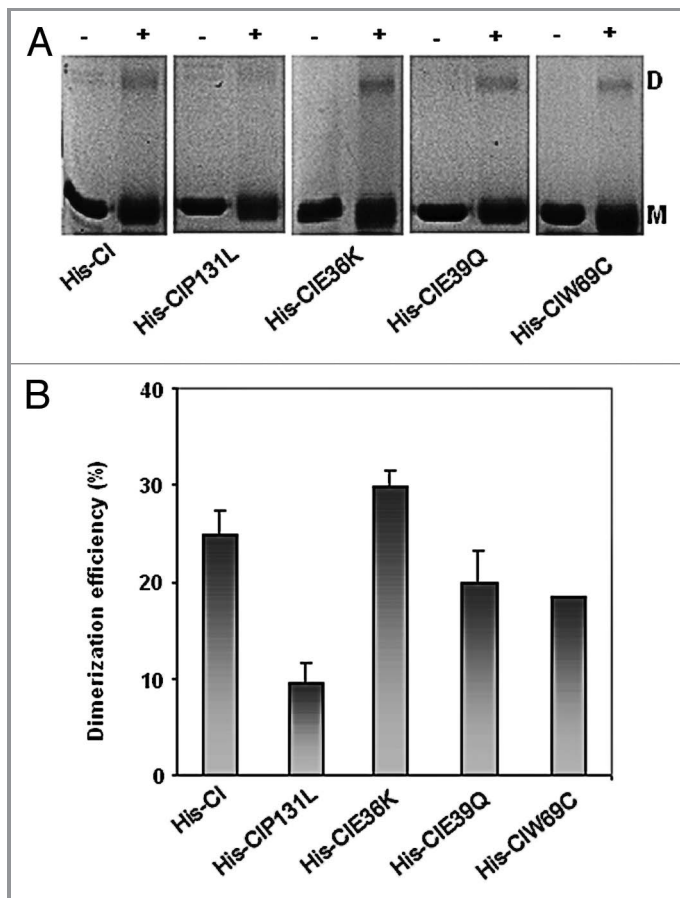 A
- + - + - + - + - +
D
M
His-CI
His-CIP131L
His-CIE36K
His-CIE39Q
His-CIW69C
B
Dimerization efficiency (%)
40
30
20
10
0
His-CI
His-CIP131L
His-CIE36K
His-CIE39Q
His-CIW69C